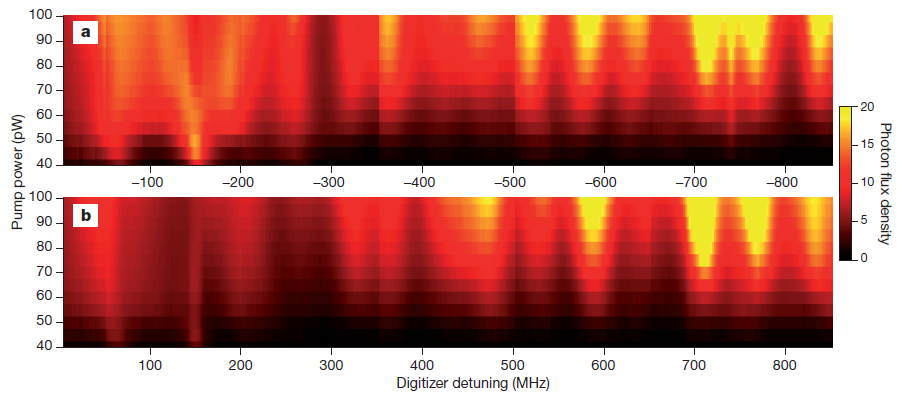 100
90
80
70
60
50
40
a
–100 –200 –300 –400 –500 –600 –700 –800
Pump power (pW)
100
90
80
70
60
50
40
b
100 200 300 400 500 600 700 800
Digitizer detuning (MHz)
20
15
10
5
0
Photon flux density